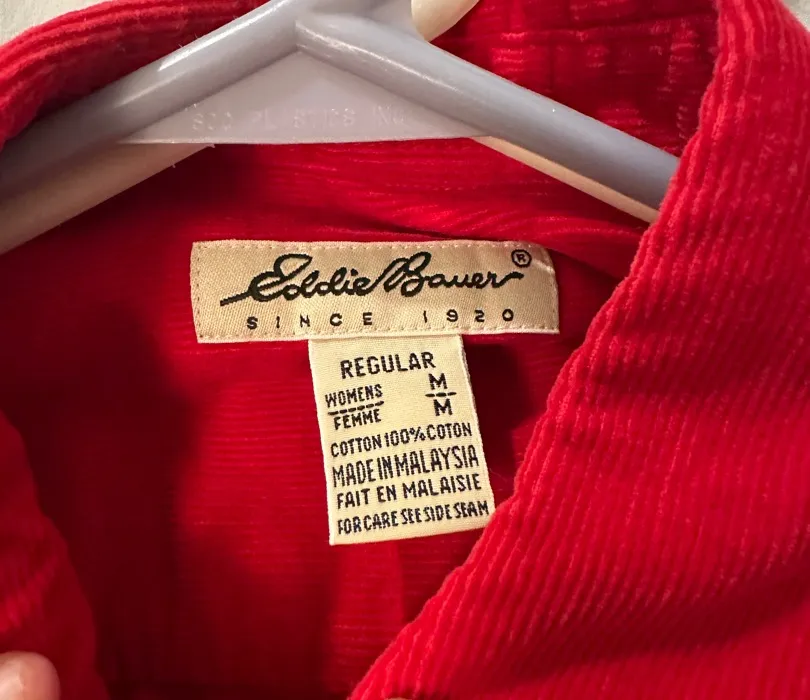 Eddie Bauer®
SINCE 1920
REGULAR
WOMENS M
FEMME M
COTTON 100% COTON
MADE IN MALAYSIA
FAIT EN MALAISIE
FOR CARE SEE SIDE SEAM